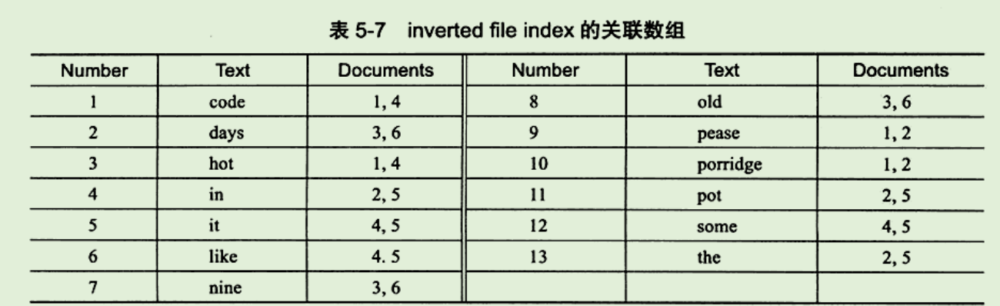 表 5-7 inverted file index 的关联数组
Number Text Documents Number Text Documents
1 code 1, 4 8 old 3, 6
2 days 3, 6 9 pease 1, 2
3 hot 1, 4 10 porridge 1, 2
4 in 2, 5 11 pot 2, 5
5 it 4, 5 12 some 4, 5
6 like 4. 5 13 the 2, 5
7 nine 3, 6